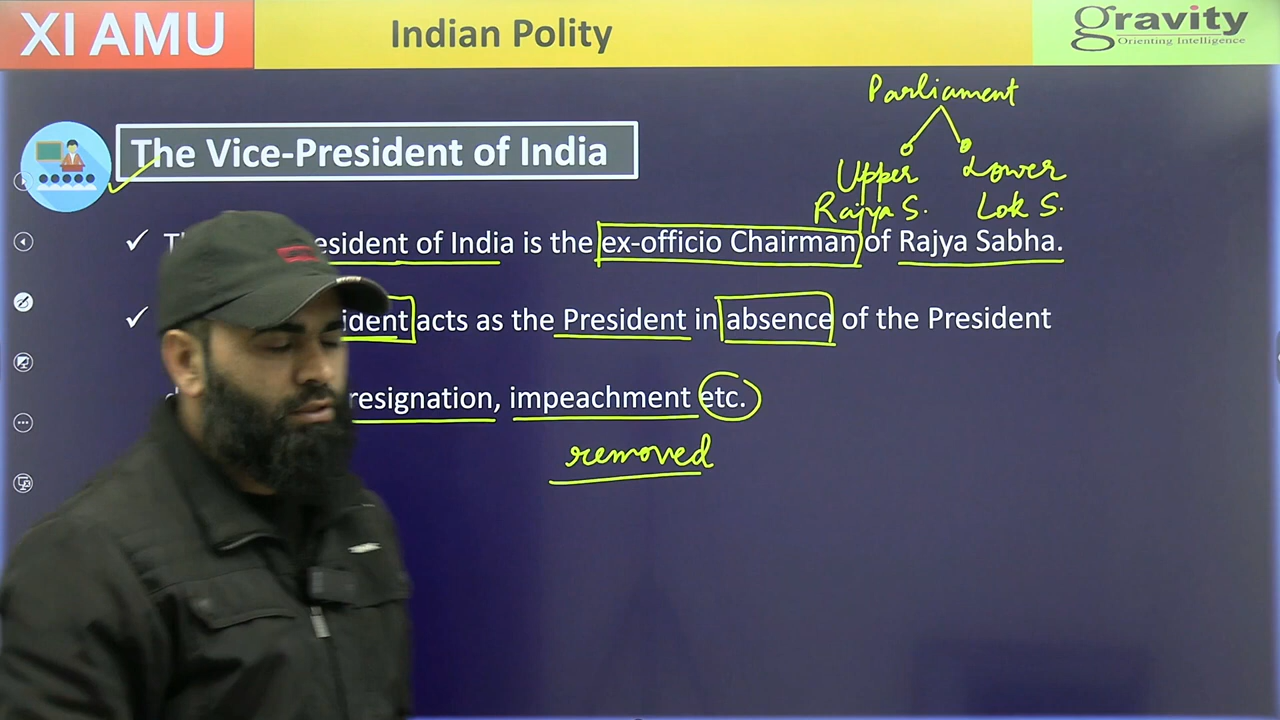 XI AMU
Indian Polity
gravity
Orienting Intelligence
Parliament
The Vice-President of India
Upper Lower
Rajya S. Lok S.
esident of India is the ex-officio Chairman of Rajya Sabha.
ident acts as the President in absence of the President
resignation, impeachment etc.
removed